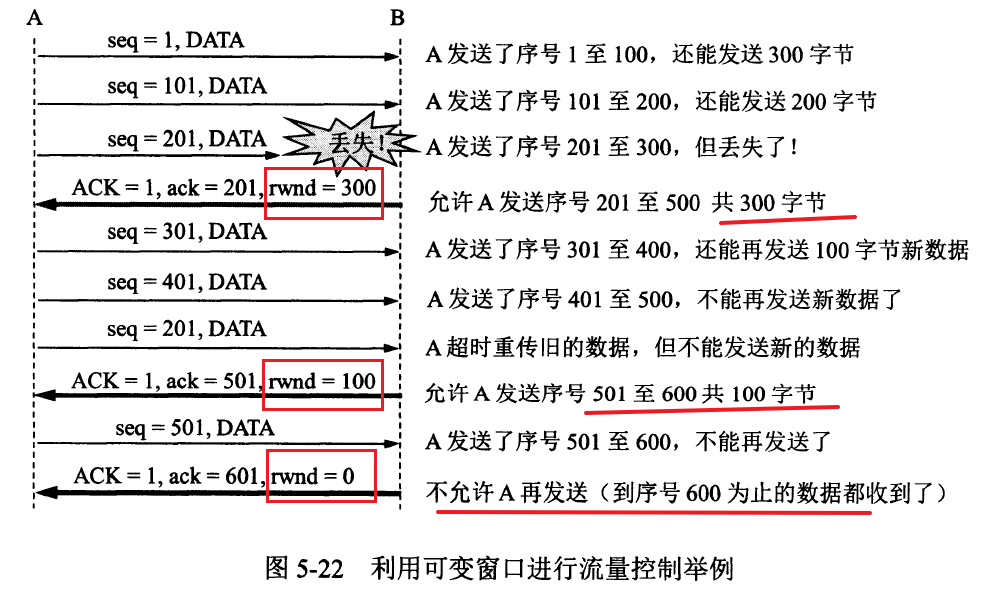 A B
seq = 1, DATA A 发送了序号 1 至 100，还能发送 300 字节
seq = 101, DATA A 发送了序号 101 至 200，还能发送 200 字节
seq = 201, DATA 丢失！ A 发送了序号 201 至 300，但丢失了！
ACK = 1, ack = 201, rwnd = 300 允许 A 发送序号 201 至 500 共 300 字节
seq = 301, DATA A 发送了序号 301 至 400，还能再发送 100 字节新数据
seq = 401, DATA A 发送了序号 401 至 500，不能再发送新数据了
seq = 201, DATA A 超时重传旧的数据，但不能发送新的数据
ACK = 1, ack = 501, rwnd = 100 允许 A 发送序号 501 至 600 共 100 字节
seq = 501, DATA A 发送了序号 501 至 600，不能再发送了
ACK = 1, ack = 601, rwnd = 0 不允许 A 再发送（到序号 600 为止的数据都收到了）
图 5-22 利用可变窗口进行流量控制举例